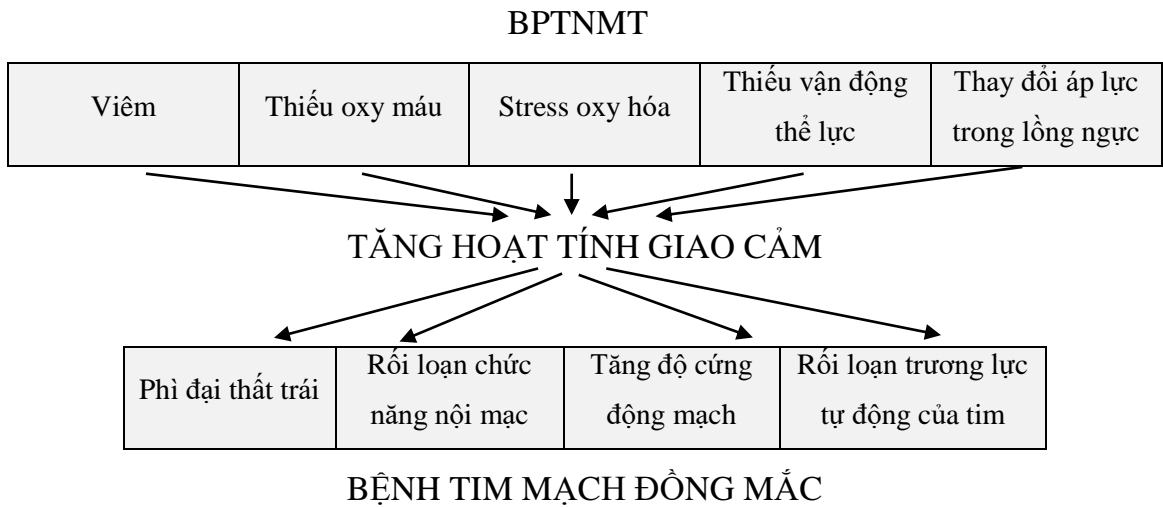 BPTNMT
Viêm
Thiếu oxy máu
Stress oxy hóa
Thiếu vận động
thể lực
Thay đổi áp lực
trong lồng ngực
TĂNG HOẠT TÍNH GIAO CẢM
Phì đại thất trái
Rối loạn chức
năng nội mạc
Tăng độ cứng
động mạch
Rối loạn trương lực
tự động của tim
BỆNH TIM MẠCH ĐỒNG MẮC